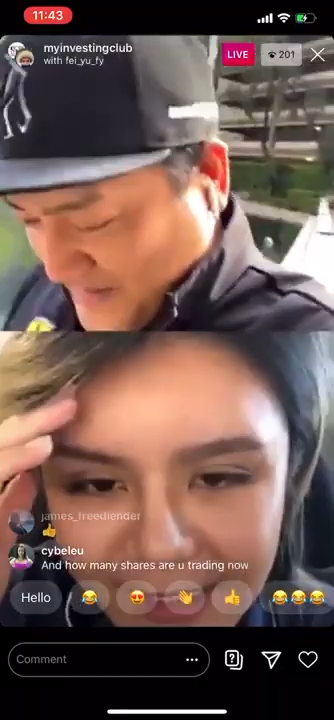 11:43
myinvestingclub
with fei_yu_fy
LIVE
201
james_freedlender
👍
cybeleu
And how many shares are u trading now
Hello
😂
😍
👋
👍
😂😂😂
Comment